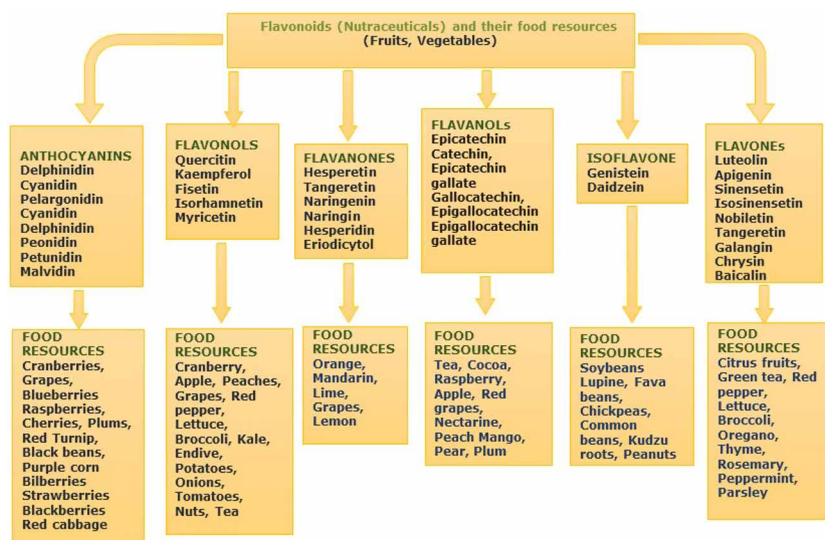 Flavonoids (Nutraceuticals) and their food resources
(Fruits, Vegetables)
ANTHOCYANINS
Delphinidin
Cyanidin
Pelargonidin
Cyanidin
Delphinidin
Peonidin
Petunidin
Malvidin
FLAVONOLS
Quercitin
Kaempferol
Fisetin
Isorhamnetin
Myricetin
FLAVANONES
Hesperetin
Tangeretin
Naringenin
Naringin
Hesperidin
Eriodicytol
FLAVANOLs
Epicatechin
Catechin,
Epicatechin
gallate
Gallocatechin,
Epigallocatechin
Epigallocatechin
gallate
ISOFLAVONE
Genistein
Daidzein
FLAVONEs
Luteolin
Apigenin
Sinensetin
Isosinensetin
Nobiletin
Tangeretin
Galangin
Chrysin
Baicalin
FOOD
RESOURCES
Cranberries,
Grapes,
Blueberries
Raspberries,
Cherries, Plums,
Red Turnip,
Black beans,
Purple corn
Bilberries
Strawberries
Blackberries
Red cabbage
FOOD
RESOURCES
Cranberry,
Apple, Peaches,
Grapes, Red
pepper,
Lettuce,
Broccoli, Kale,
Endive,
Potatoes,
Onions,
Tomatoes,
Nuts, Tea
FOOD
RESOURCES
Orange,
Mandarin,
Lime,
Grapes,
Lemon
FOOD
RESOURCES
Tea, Cocoa,
Raspberry,
Apple, Red
grapes,
Nectarine,
Peach Mango,
Pear, Plum
FOOD
RESOURCES
Soybeans
Lupine, Fava
beans,
Chickpeas,
Common
beans, Kudzu
roots, Peanuts
FOOD
RESOURCES
Citrus fruits,
Green tea, Red
pepper,
Lettuce,
Broccoli,
Oregano,
Thyme,
Rosemary,
Peppermint,
Parsley